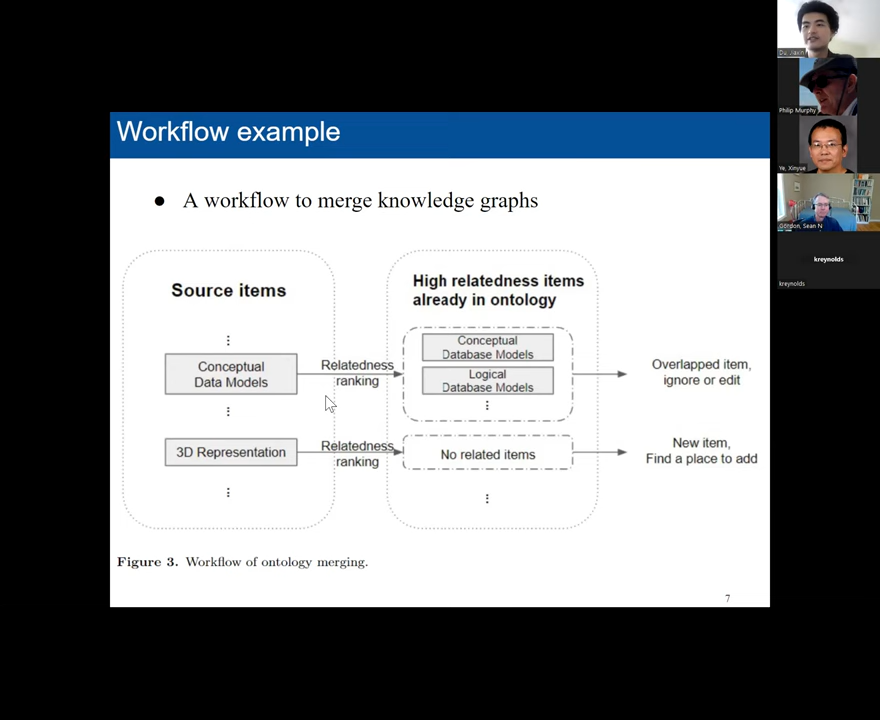 Workflow example
● A workflow to merge knowledge graphs
Source items
High relatedness items
already in ontology
⋮
Conceptual
Data Models
Relatedness
ranking
Conceptual
Database Models
Logical
Database Models
⋮
Overlapped item,
ignore or edit
⋮
3D Representation
Relatedness
ranking
No related items
New item,
Find a place to add
⋮
⋮
Figure 3. Workflow of ontology merging.
7
Philip Murphy
Ye, Xinyue
Gordon, Sean N
kreynolds
kreynolds